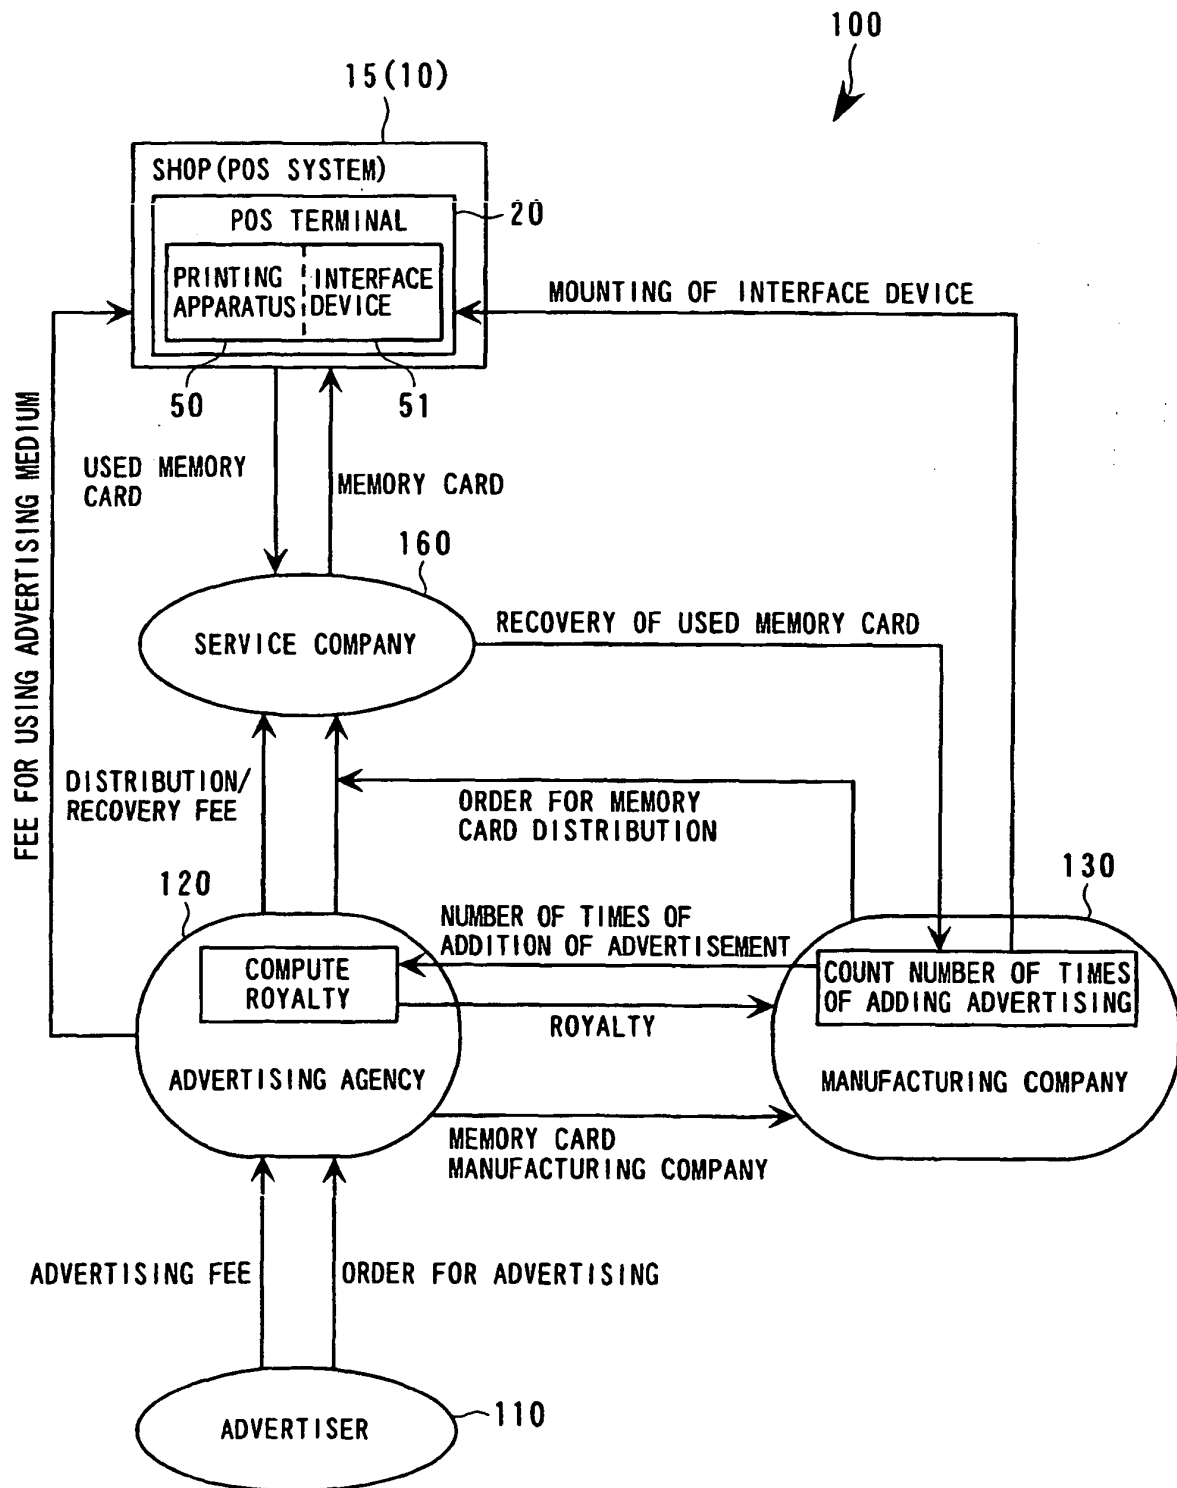 100
15(10)
SHOP(POS SYSTEM)
POS TERMINAL
20
PRINTING
APPARATUS
INTERFACE
DEVICE
MOUNTING OF INTERFACE DEVICE
50
51
FEE FOR USING ADVERTISING MEDIUM
USED MEMORY
CARD
MEMORY CARD
160
SERVICE COMPANY
RECOVERY OF USED MEMORY CARD
DISTRIBUTION/
RECOVERY FEE
ORDER FOR MEMORY
CARD DISTRIBUTION
120
130
NUMBER OF TIMES OF
ADDITION OF ADVERTISEMENT
COMPUTE
ROYALTY
COUNT NUMBER OF TIMES
OF ADDING ADVERTISING
ROYALTY
ADVERTISING AGENCY
MANUFACTURING COMPANY
MEMORY CARD
MANUFACTURING COMPANY
ADVERTISING FEE
ORDER FOR ADVERTISING
ADVERTISER
110